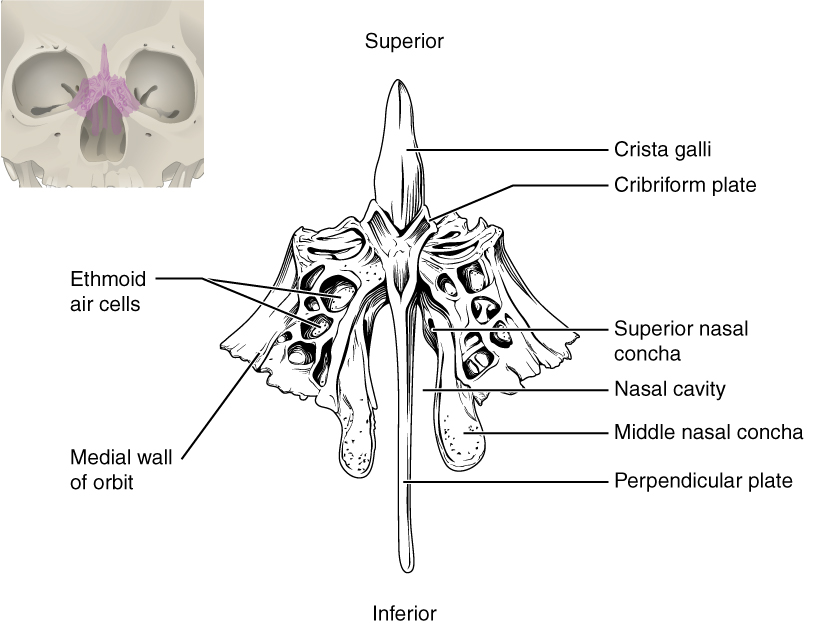 Superior
Crista galli
Cribriform plate
Ethmoid
air cells
Superior nasal
concha
Nasal cavity
Middle nasal concha
Medial wall
of orbit
Perpendicular plate
Inferior